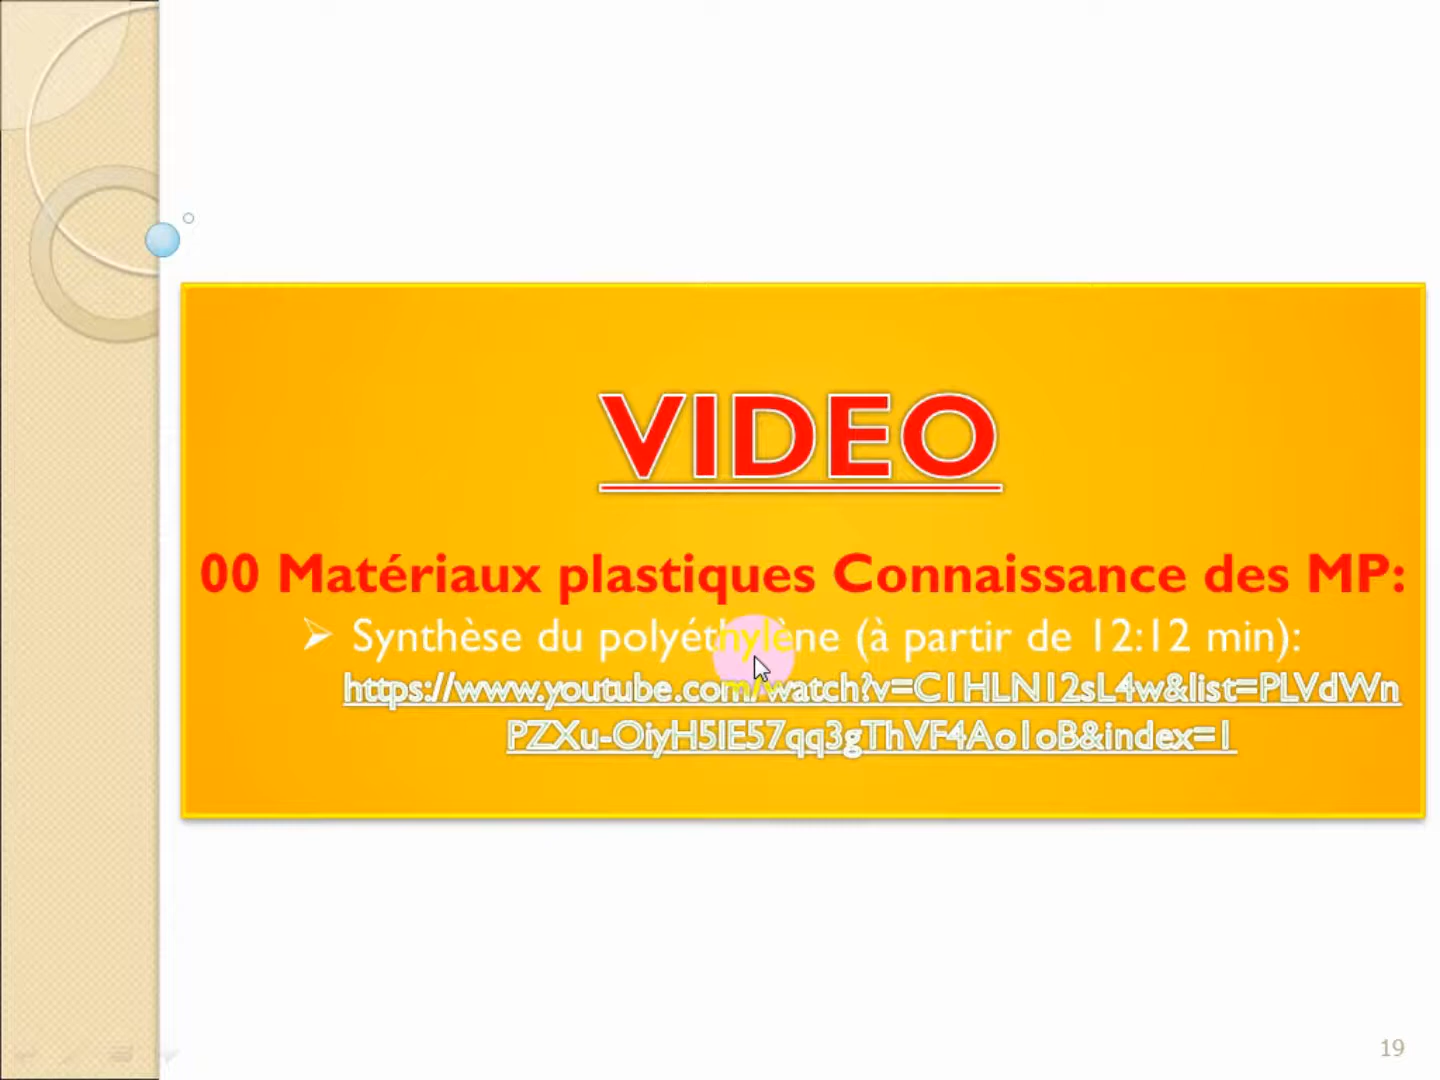 VIDEO
00 Matériaux plastiques Connaissance des MP:
➢ Synthèse du polyéthylène (à partir de 12:12 min):
https://www.youtube.com/watch?v=C1HLN12sL4w&list=PLVdWn
PZXu-OiyH5IE57qq3gThVF4Ao1oB&index=1
19